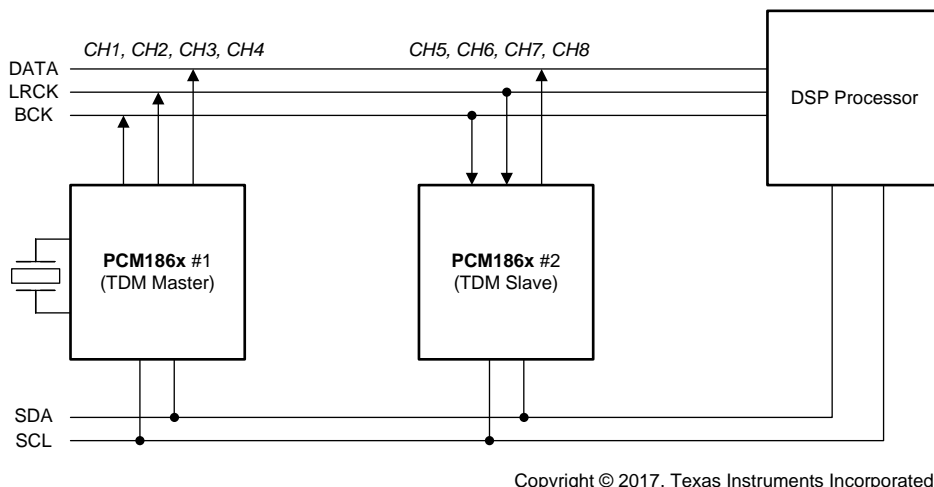 CH1, CH2, CH3, CH4
CH5, CH6, CH7, CH8
DATA
LRCK
BCK
DSP Processor
PCM186x #1
(TDM Master)
PCM186x #2
(TDM Slave)
SDA
SCL
Copyright © 2017, Texas Instruments Incorporated